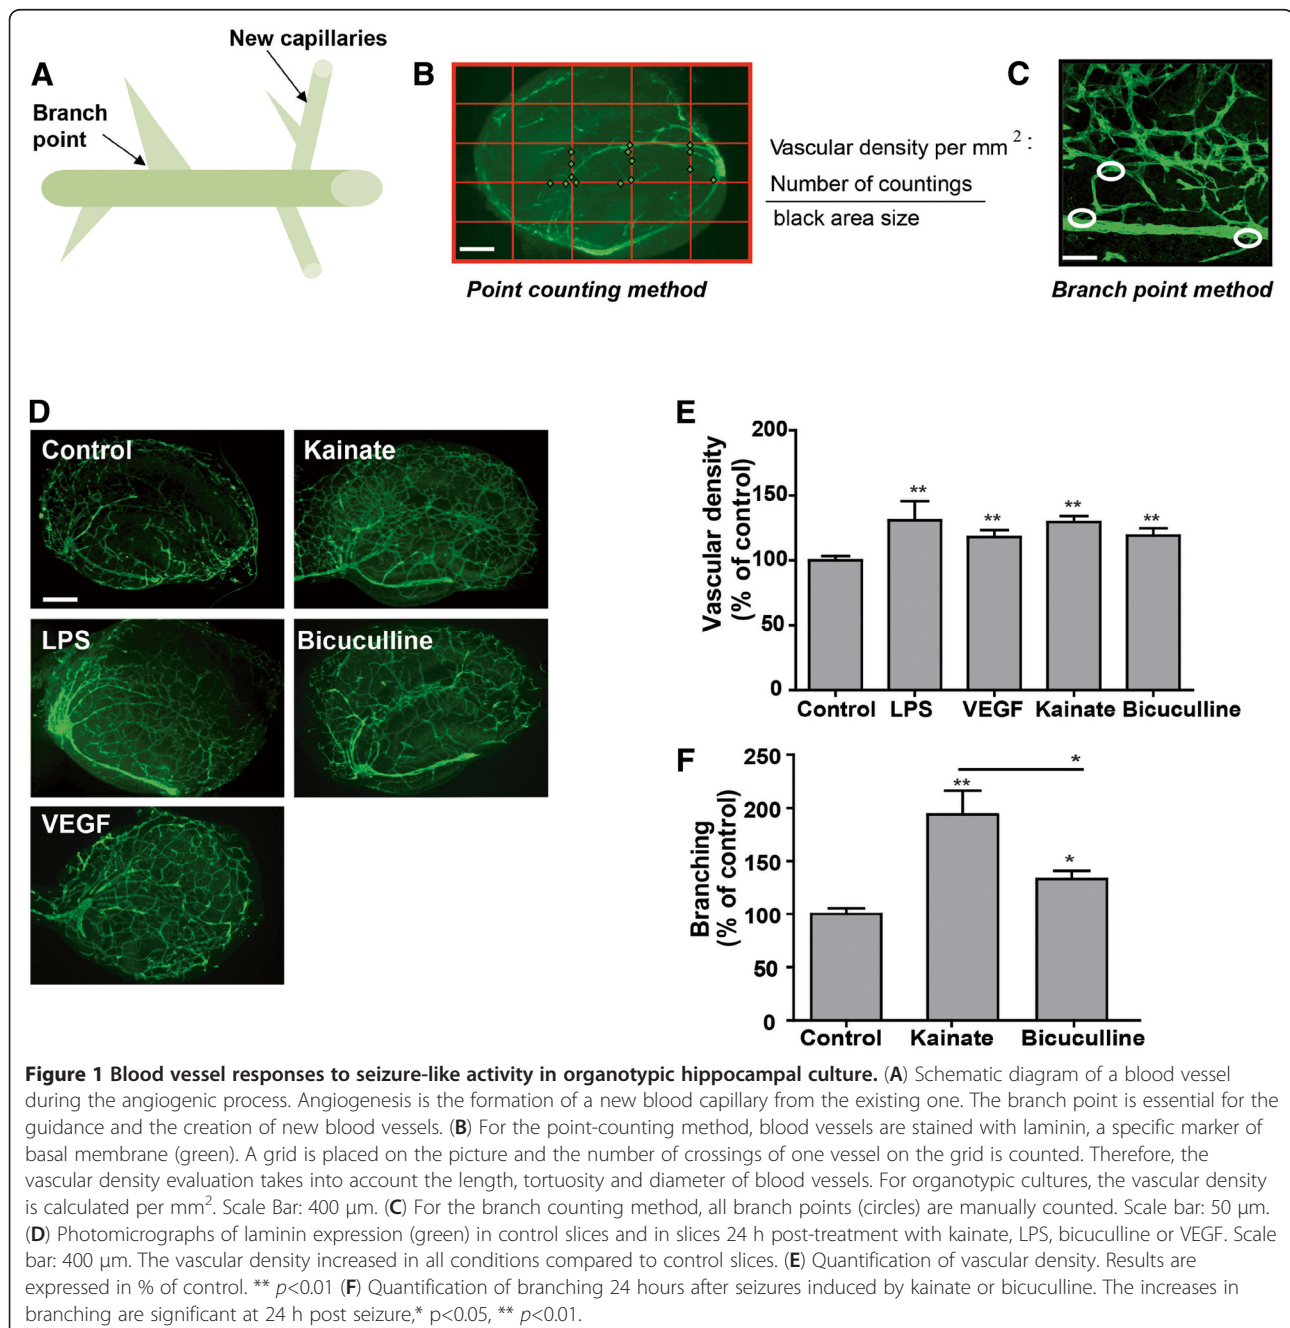 A
New capillaries
Branch
point
B
Point counting method
Vascular density per mm 2 :
Number of countings
black area size
C
Branch point method
D
Control
Kainate
LPS
Bicuculline
VEGF
E
Vascular density
(% of control)
200
150
100
50
0
**
**
**
**
Control LPS VEGF Kainate Bicuculline
F
Branching
(% of control)
250
200
150
100
50
0
*
**
*
Control Kainate Bicuculline
Figure 1 Blood vessel responses to seizure-like activity in organotypic hippocampal culture. (A) Schematic diagram of a blood vessel
during the angiogenic process. Angiogenesis is the formation of a new blood capillary from the existing one. The branch point is essential for the
guidance and the creation of new blood vessels. (B) For the point-counting method, blood vessels are stained with laminin, a specific marker of
basal membrane (green). A grid is placed on the picture and the number of crossings of one vessel on the grid is counted. Therefore, the
vascular density evaluation takes into account the length, tortuosity and diameter of blood vessels. For organotypic cultures, the vascular density
is calculated per mm2. Scale Bar: 400 μm. (C) For the branch counting method, all branch points (circles) are manually counted. Scale bar: 50 μm.
(D) Photomicrographs of laminin expression (green) in control slices and in slices 24 h post-treatment with kainate, LPS, bicuculline or VEGF. Scale
bar: 400 μm. The vascular density increased in all conditions compared to control slices. (E) Quantification of vascular density. Results are
expressed in % of control. ** p<0.01 (F) Quantification of branching 24 hours after seizures induced by kainate or bicuculline. The increases in
branching are significant at 24 h post seizure,* p<0.05, ** p<0.01.